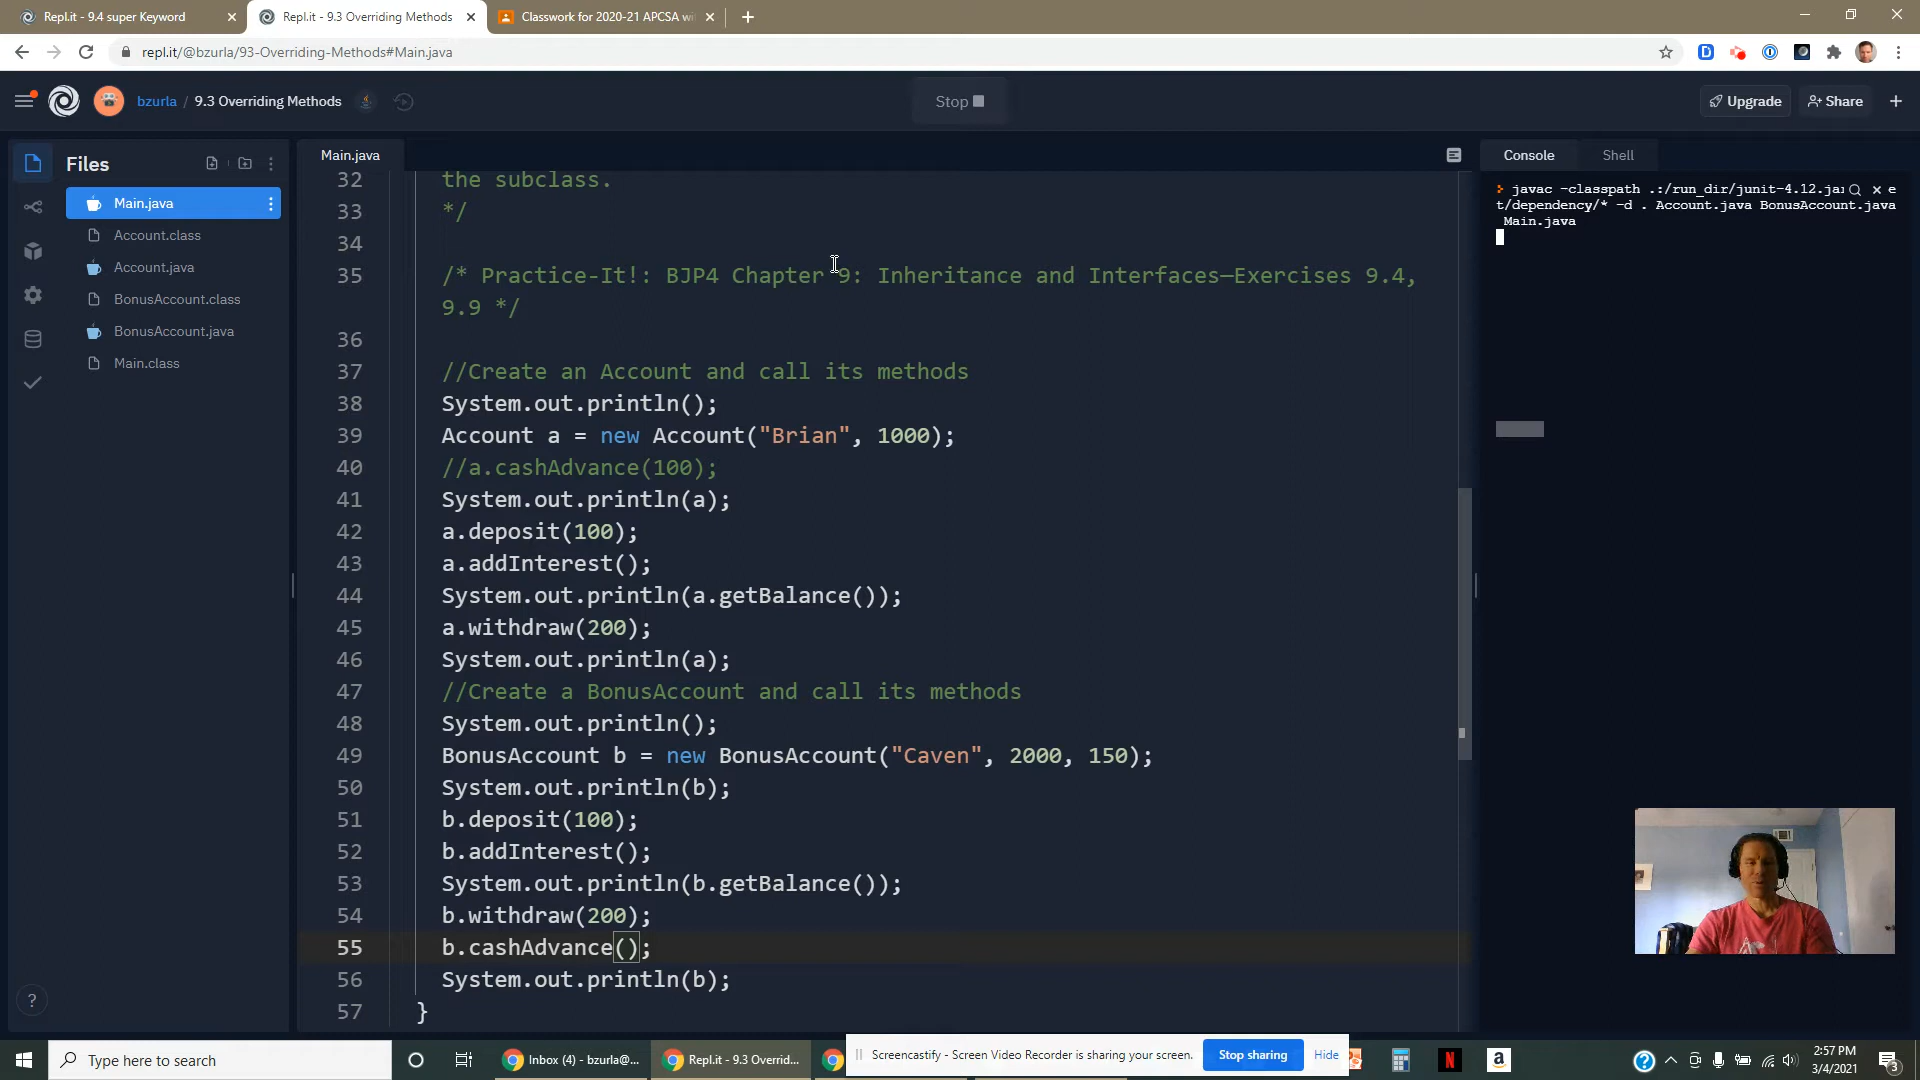 Repl.it - 9.4 super Keyword
Repl.it - 9.3 Overriding Methods
Classwork for 2020-21 APCSA wi
repl.it/@bzurla/93-Overriding-Methods#Main.java
bzurla / 9.3 Overriding Methods
Stop
Upgrade
Share
Files
Main.java
Account.class
Account.java
BonusAccount.class
BonusAccount.java
Main.class
Main.java
32 the subclass.
33 */
34
35 /* Practice-It!: BJP4 Chapter 9: Inheritance and Interfaces—Exercises 9.4,
9.9 */
36
37 //Create an Account and call its methods
38 System.out.println();
39 Account a = new Account("Brian", 1000);
40 //a.cashAdvance(100);
41 System.out.println(a);
42 a.deposit(100);
43 a.addInterest();
44 System.out.println(a.getBalance());
45 a.withdraw(200);
46 System.out.println(a);
47 //Create a BonusAccount and call its methods
48 System.out.println();
49 BonusAccount b = new BonusAccount("Caven", 2000, 150);
50 System.out.println(b);
51 b.deposit(100);
52 b.addInterest();
53 System.out.println(b.getBalance());
54 b.withdraw(200);
55 b.cashAdvance();
56 System.out.println(b);
57 }
Console
Shell
javac -classpath .:/run_dir/junit-4.12.jar e
t/dependency/* -d . Account.java BonusAccount.java
Main.java
Type here to search
Inbox (4) - bzurla@...
Repl.it - 9.3 Overrid...
Screencastify - Screen Video Recorder is sharing your screen.
Stop sharing
Hide
2:57 PM
3/4/2021
3